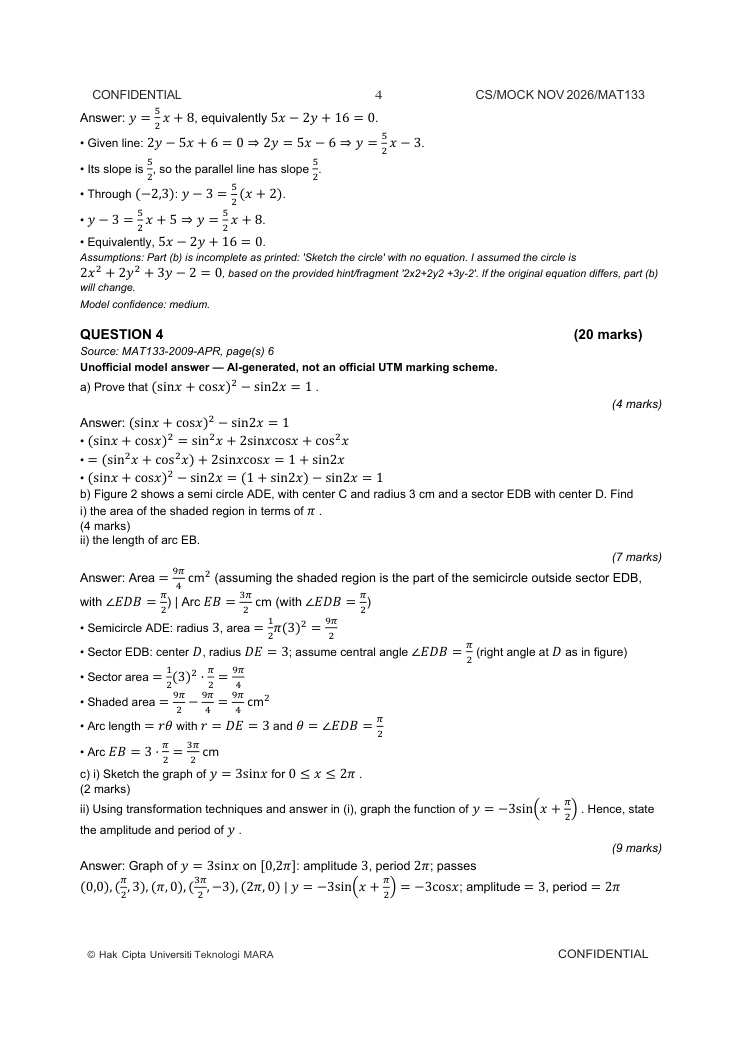 CONFIDENTIAL 4 CS/MOCK NOV 2026/MAT133
Answer: y = 5/2 x + 8, equivalently 5x − 2y + 16 = 0.
• Given line: 2y − 5x + 6 = 0 ⇒ 2y = 5x − 6 ⇒ y = 5/2 x − 3.
• Its slope is 5/2, so the parallel line has slope 5/2.
• Through (−2,3): y − 3 = 5/2 (x + 2).
• y − 3 = 5/2 x + 5 ⇒ y = 5/2 x + 8.
• Equivalently, 5x − 2y + 16 = 0.
Assumptions: Part (b) is incomplete as printed: 'Sketch the circle' with no equation. I assumed the circle is
2x² + 2y² + 3y − 2 = 0, based on the provided hint/fragment '2x2+2y2 +3y-2'. If the original equation differs, part (b)
will change.
Model confidence: medium.
QUESTION 4 (20 marks)
Source: MAT133-2009-APR, page(s) 6
Unofficial model answer — AI-generated, not an official UTM marking scheme.
a) Prove that (sinx + cosx)² − sin2x = 1 .
(4 marks)
Answer: (sinx + cosx)² − sin2x = 1
• (sinx + cosx)² = sin²x + 2sinxcosx + cos²x
• = (sin²x + cos²x) + 2sinxcosx = 1 + sin2x
• (sinx + cosx)² − sin2x = (1 + sin2x) − sin2x = 1
b) Figure 2 shows a semi circle ADE, with center C and radius 3 cm and a sector EDB with center D. Find
i) the area of the shaded region in terms of π .
(4 marks)
ii) the length of arc EB.
(7 marks)
Answer: Area = 9π/4 cm² (assuming the shaded region is the part of the semicircle outside sector EDB,
with ∠EDB = π/2) | Arc EB = 3π/2 cm (with ∠EDB = π/2)
• Semicircle ADE: radius 3, area = 1/2 π(3)² = 9π/2
• Sector EDB: center D, radius DE = 3; assume central angle ∠EDB = π/2 (right angle at D as in figure)
• Sector area = 1/2 (3)² · π/2 = 9π/4
• Shaded area = 9π/2 − 9π/4 = 9π/4 cm²
• Arc length = rθ with r = DE = 3 and θ = ∠EDB = π/2
• Arc EB = 3 · π/2 = 3π/2 cm
c) i) Sketch the graph of y = 3sinx for 0 ≤ x ≤ 2π .
(2 marks)
ii) Using transformation techniques and answer in (i), graph the function of y = −3sin(x + π/2) . Hence, state
the amplitude and period of y .
(9 marks)
Answer: Graph of y = 3sinx on [0,2π]: amplitude 3, period 2π; passes
(0,0), (π/2, 3), (π, 0), (3π/2, −3), (2π, 0) | y = −3sin(x + π/2) = −3cosx; amplitude = 3, period = 2π
© Hak Cipta Universiti Teknologi MARA CONFIDENTIAL